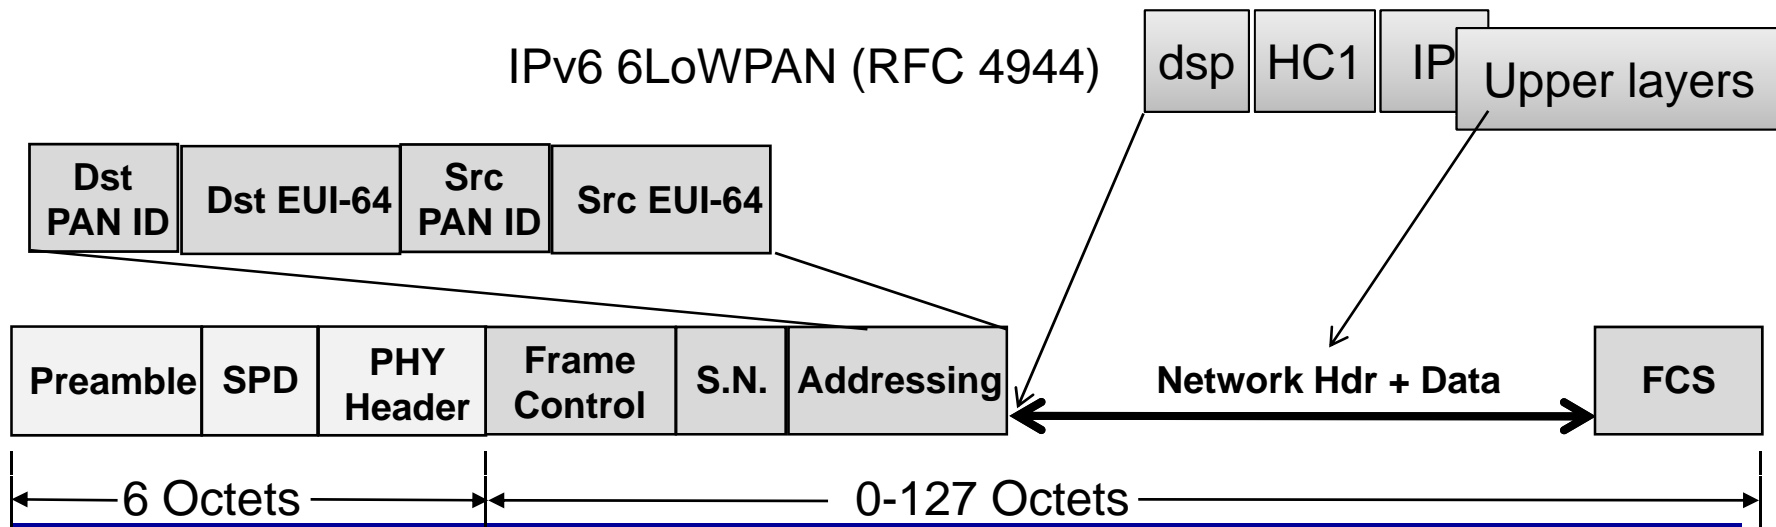 IPv6 6LoWPAN (RFC 4944)
dsp
HC1
IP
Upper layers
Dst
PAN ID
Dst EUI-64
Src
PAN ID
Src EUI-64
Preamble
SPD
PHY
Header
Frame
Control
S.N.
Addressing
Network Hdr + Data
FCS
6 Octets
0-127 Octets